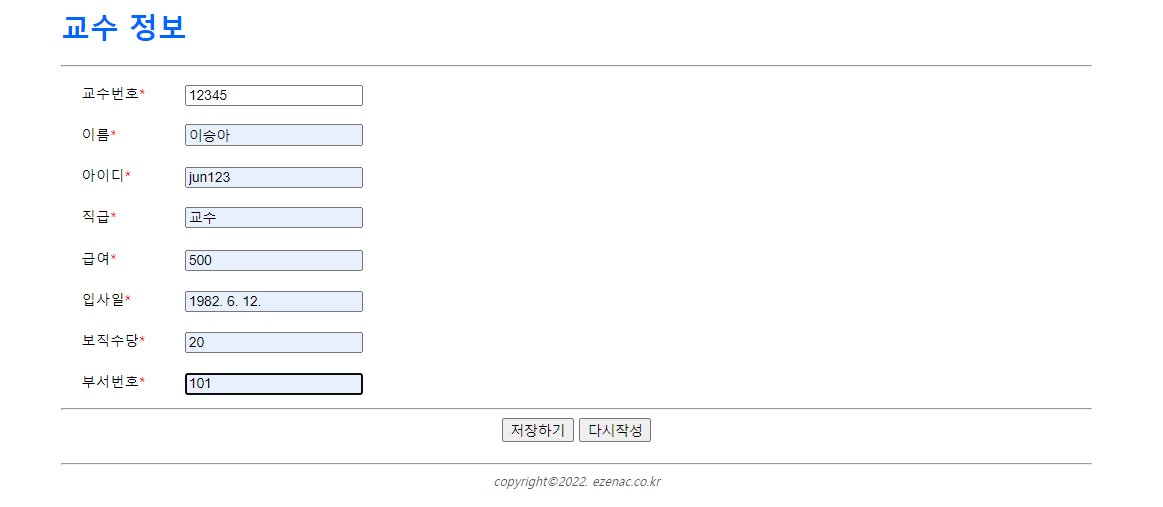 교수 정보
교수번호* 12345
이름* 이승아
아이디* jun123
직급* 교수
급여* 500
입사일* 1982. 6. 12.
보직수당* 20
부서번호* 101
저장하기 다시작성
copyright©2022. ezenac.co.kr